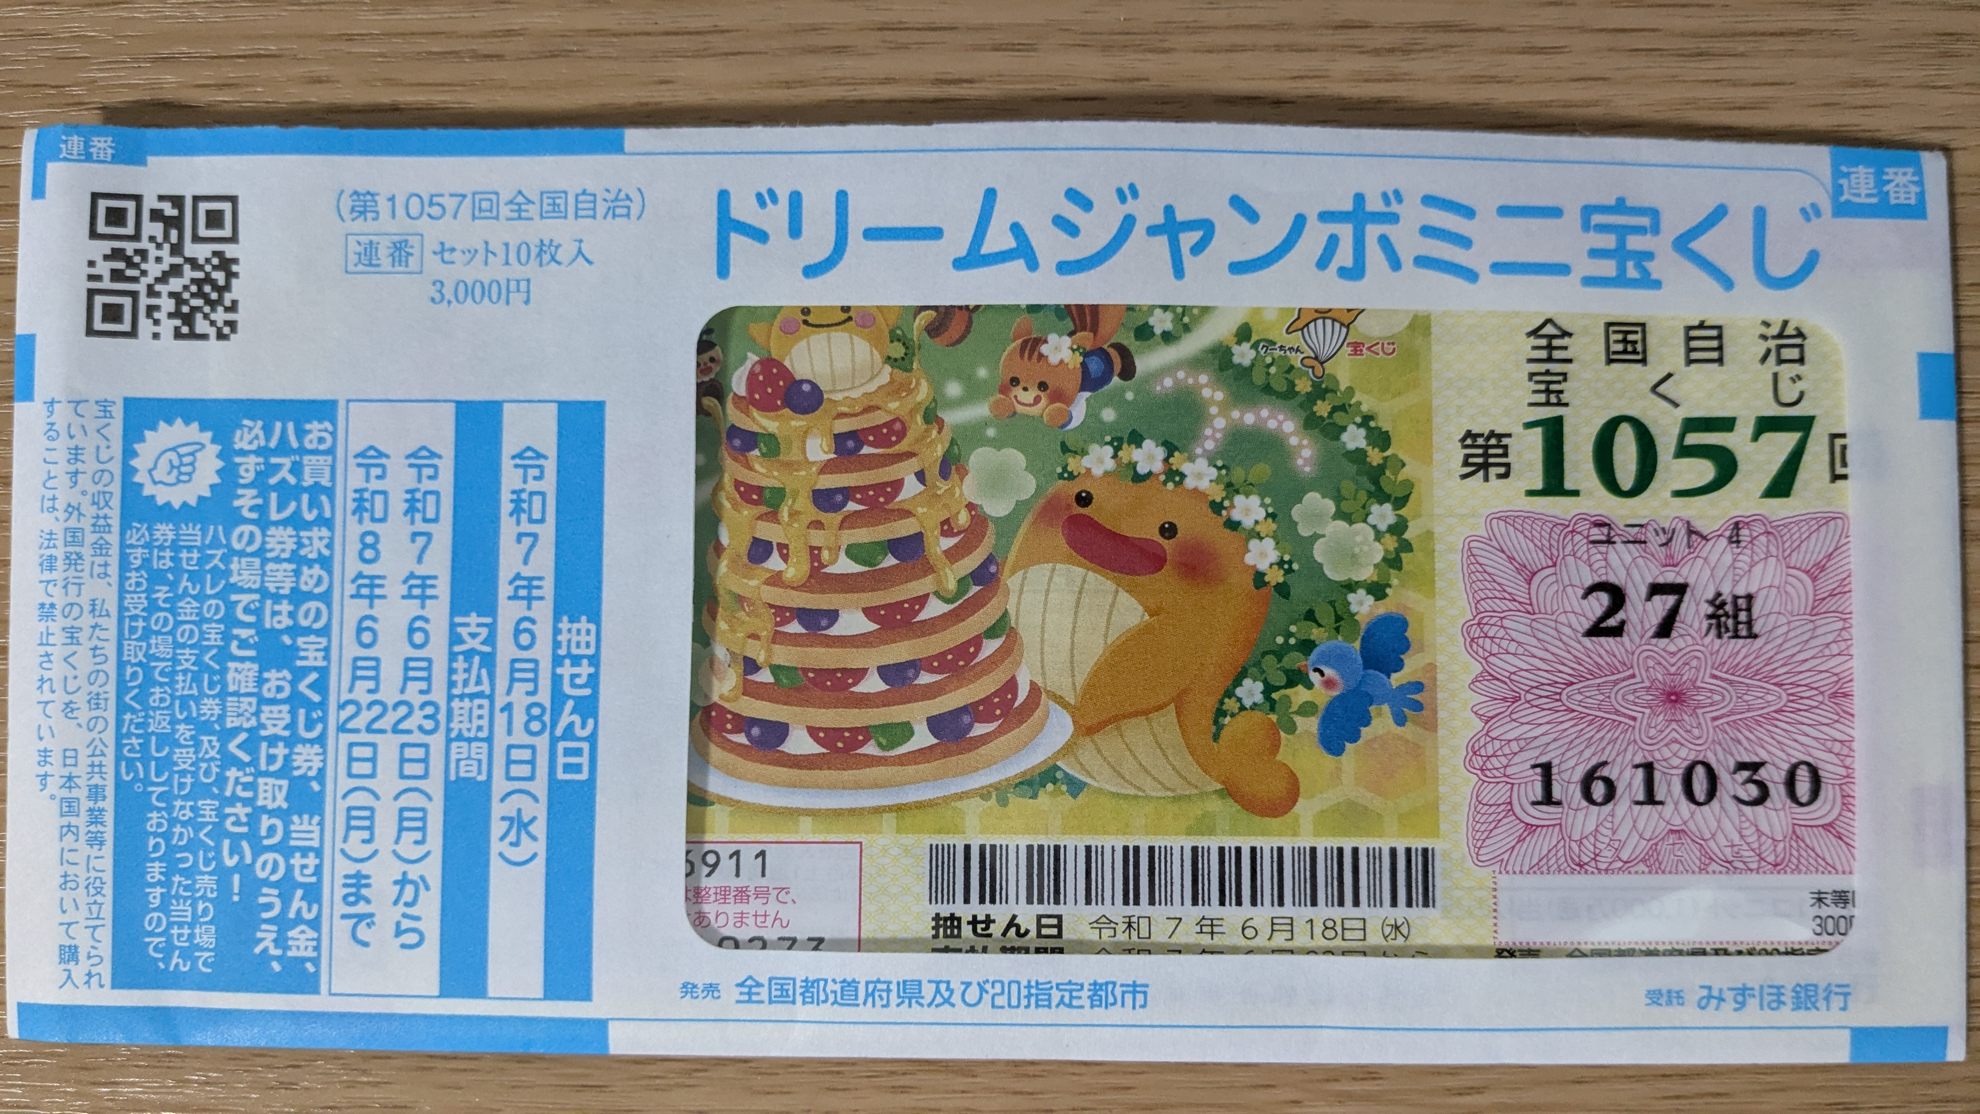 連番
(第1057回全国自治)
連番 セット10枚入
3,000円
ドリームジャンボミニ宝くじ
連番
抽せん日
令和7年6月18日(水)
支払期間
令和7年6月23日(月)から
令和8年6月22日(月)まで
お買い求めの宝くじ券、当せん金、
ハズレ券等は、お受け取りのうえ、
必ずその場でご確認ください!
ハズレの宝くじ券、及び、宝くじ売り場で
当せん金の支払いを受けなかった当せん
券は、その場でお返ししておりますので、
必ずお受け取りください。
宝くじの収益金は、私たちの街の公共事業等に役立てられ
ています。外国発行の宝くじを、日本国内において購入
することは、法律で禁止されています。
クーちゃん 宝くじ
全国自治
宝くじ
第1057回
ユニット 4
27組
161030
6911
整理番号で、
ありません
9273
抽せん日 令和 7 年 6 月18日 (水)
末等
300
発売 全国都道府県及び20指定都市
受託 みずほ銀行